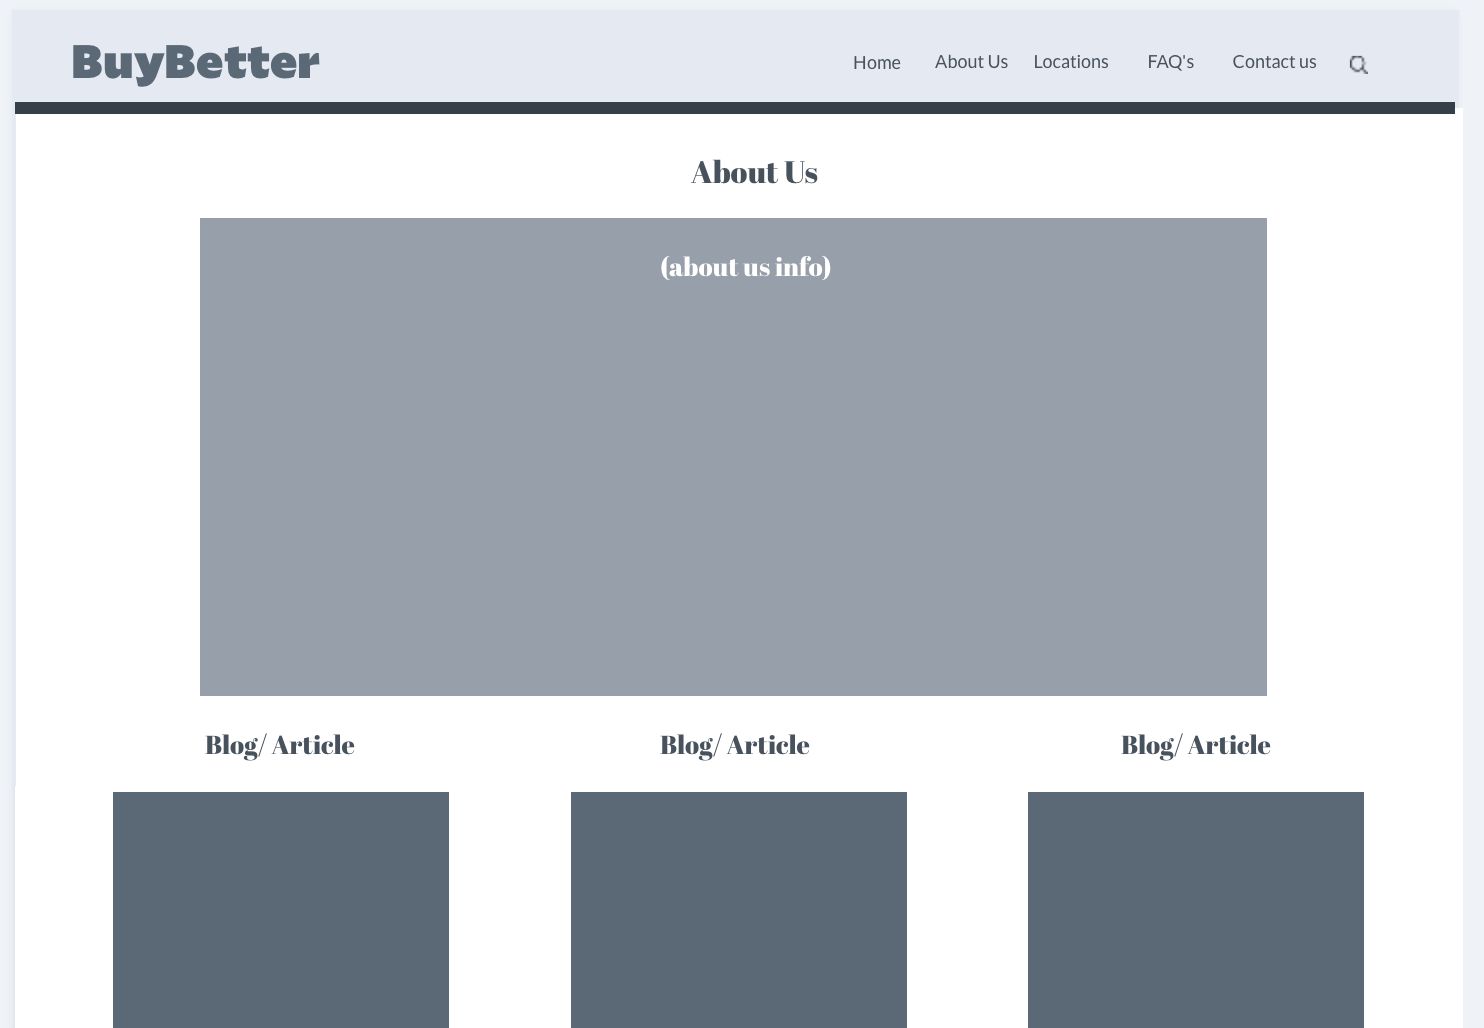 BuyBetter
Home About Us Locations FAQ's Contact us
About Us
(about us info)
Blog/ Article Blog/ Article Blog/ Article